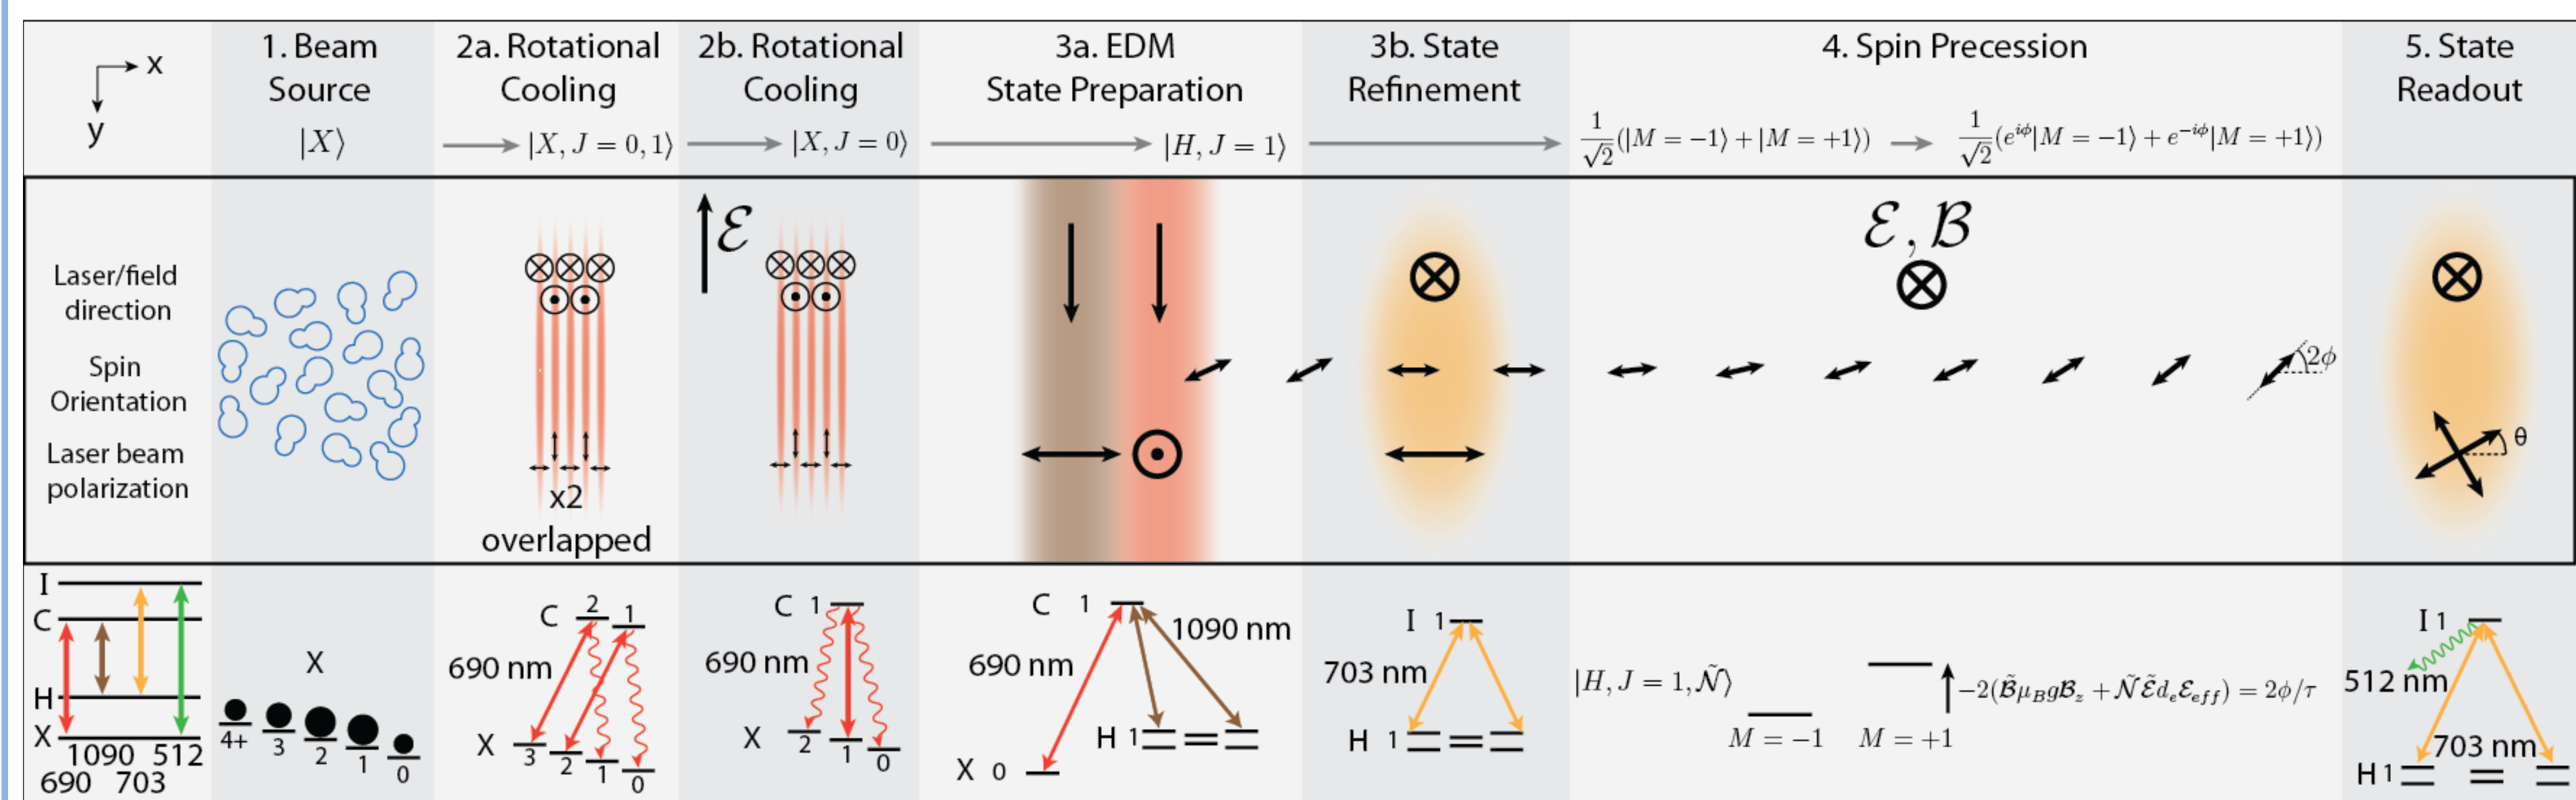 x
y
1. Beam
Source
|X⟩
2a. Rotational
Cooling
|X, J = 0, 1⟩
2b. Rotational
Cooling
|X, J = 0⟩
3a. EDM
State Preparation
|H, J = 1⟩
3b. State
Refinement
4. Spin Precession
1/√2 (|M = −1⟩ + |M = +1⟩)
1/√2 (e^{iϕ}|M = −1⟩ + e^{−iϕ}|M = +1⟩)
5. State
Readout
Laser/field
direction
Spin
Orientation
Laser beam
polarization
x2
overlapped
ℰ
ℰ, ℬ
2ϕ
θ
I
C
H
X
1090 512
690 703
X
4+ 3 2 1 0
C 2 1
690 nm
X 3 2 1 0
C 1
690 nm
X 2 1 0
C 1
1090 nm
690 nm
H 1
X 0
I 1
703 nm
H 1
|H, J = 1, Ñ⟩
−2(ℬ̃μ_B gℬ_z + Ñℰ̃d_eℰ_eff) = 2ϕ/τ
M = −1 M = +1
I 1
512 nm
703 nm
H 1